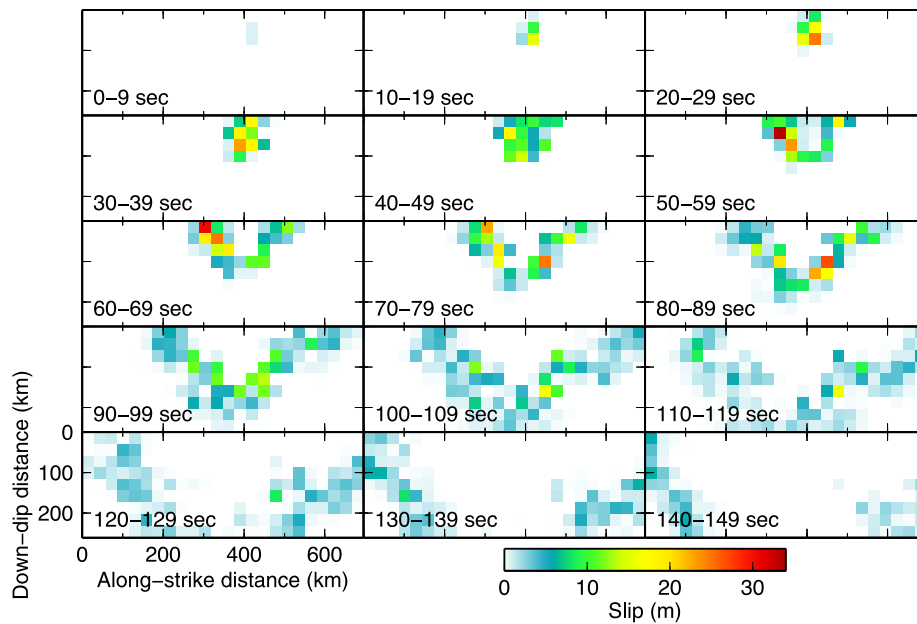 0−9 sec
10−19 sec
20−29 sec
30−39 sec
40−49 sec
50−59 sec
60−69 sec
70−79 sec
80−89 sec
90−99 sec
100−109 sec
110−119 sec
120−129 sec
130−139 sec
140−149 sec
0
100
200
Down−dip distance (km)
0 200 400 600
Along−strike distance (km)
0 10 20 30
Slip (m)